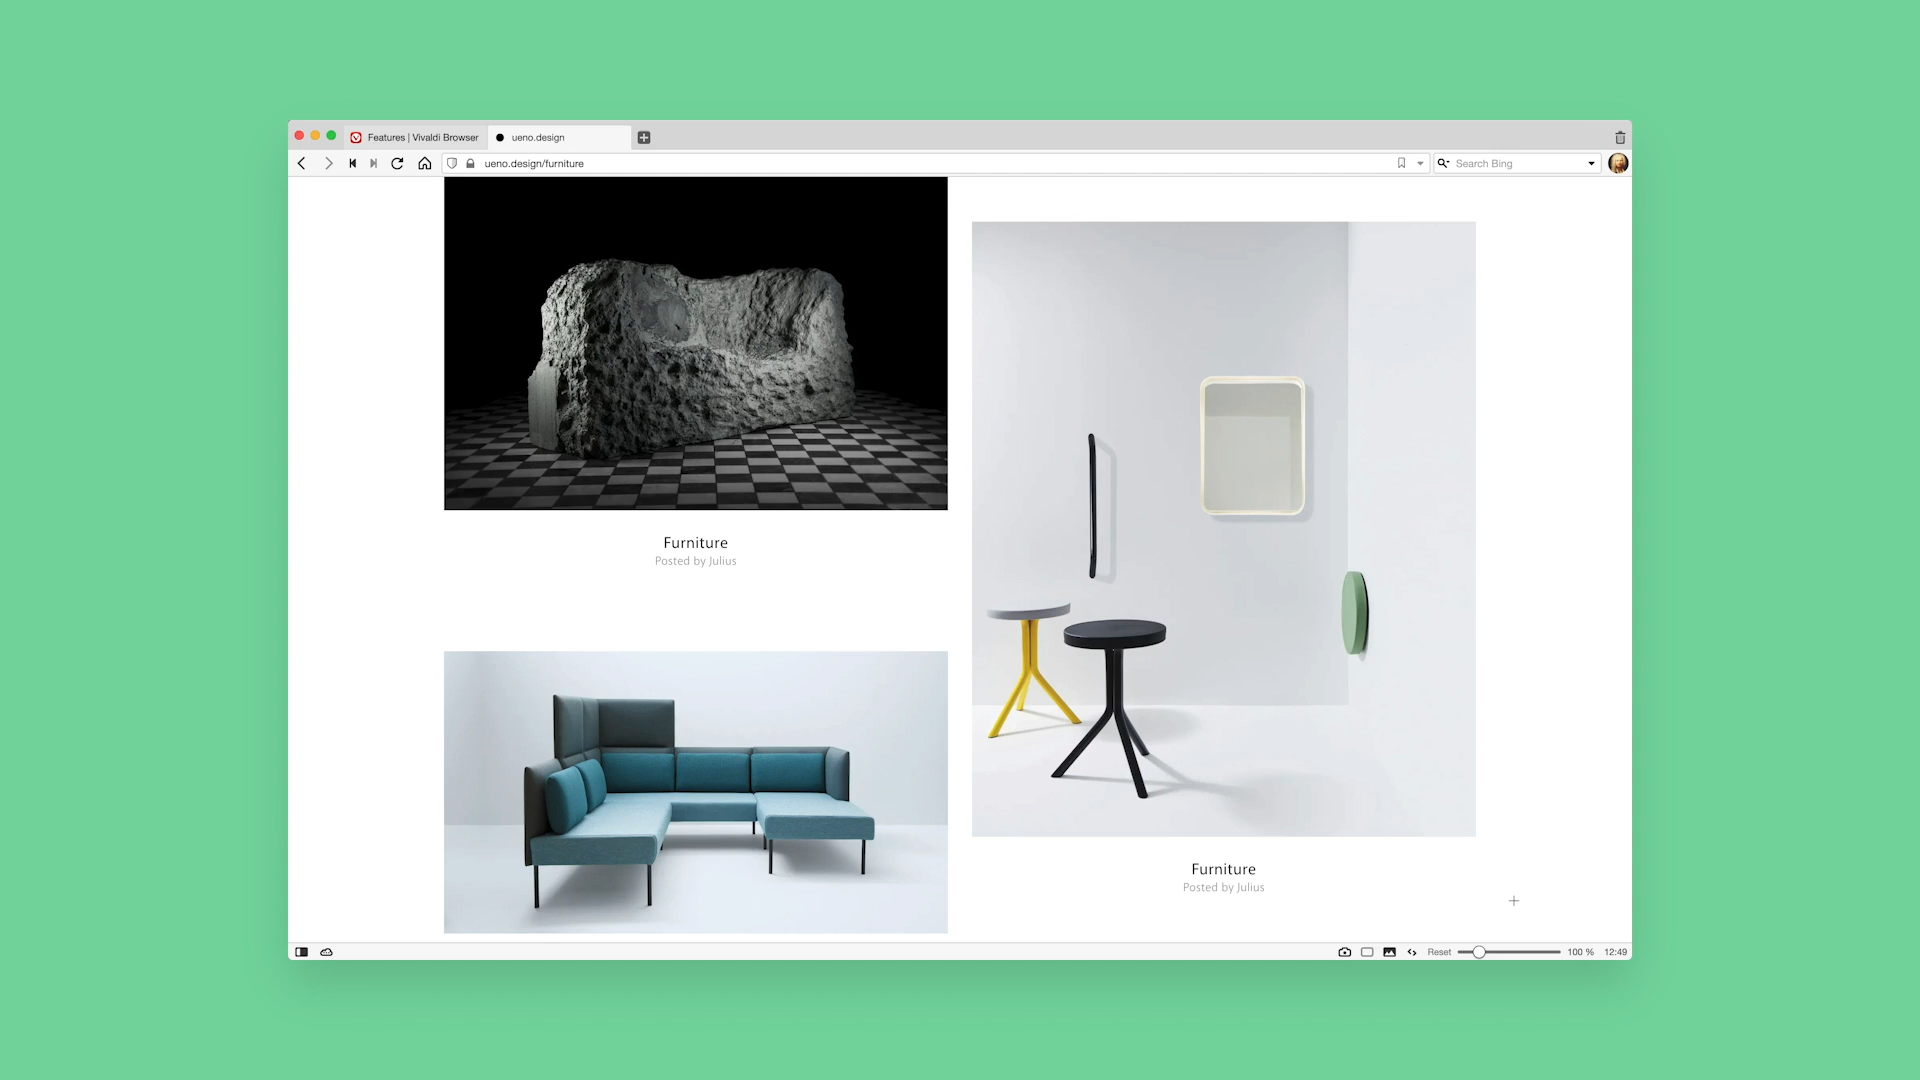 Features | Vivaldi Browser
ueno.design
ueno.design/furniture
Search Bing
Furniture
Posted by Julius
Furniture
Posted by Julius
Reset
100 %
12:49